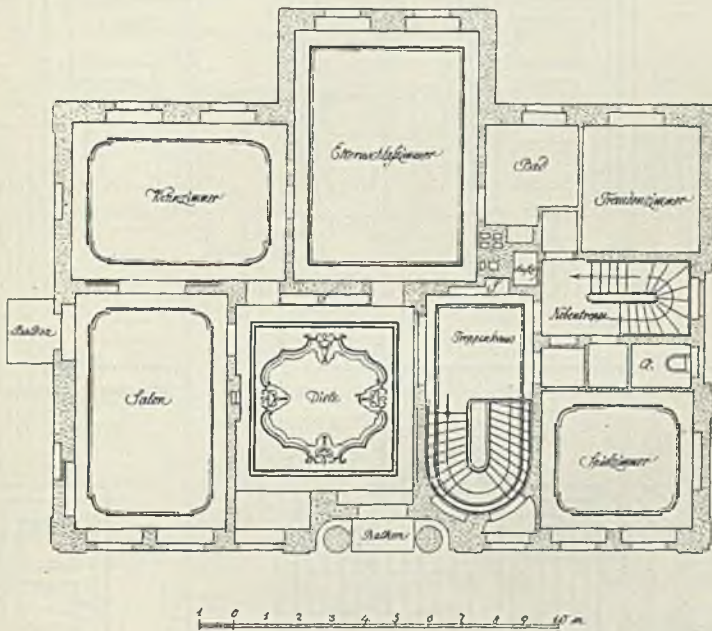 Elternschlafzimmer
Bad
Wohnzimmer
Fremdenzimmer
Nebentreppe
Balkon
Treppenhaus
Salon
Diele
Spielzimmer
Balkon
1 0 1 2 3 4 5 6 7 8 9 10 m